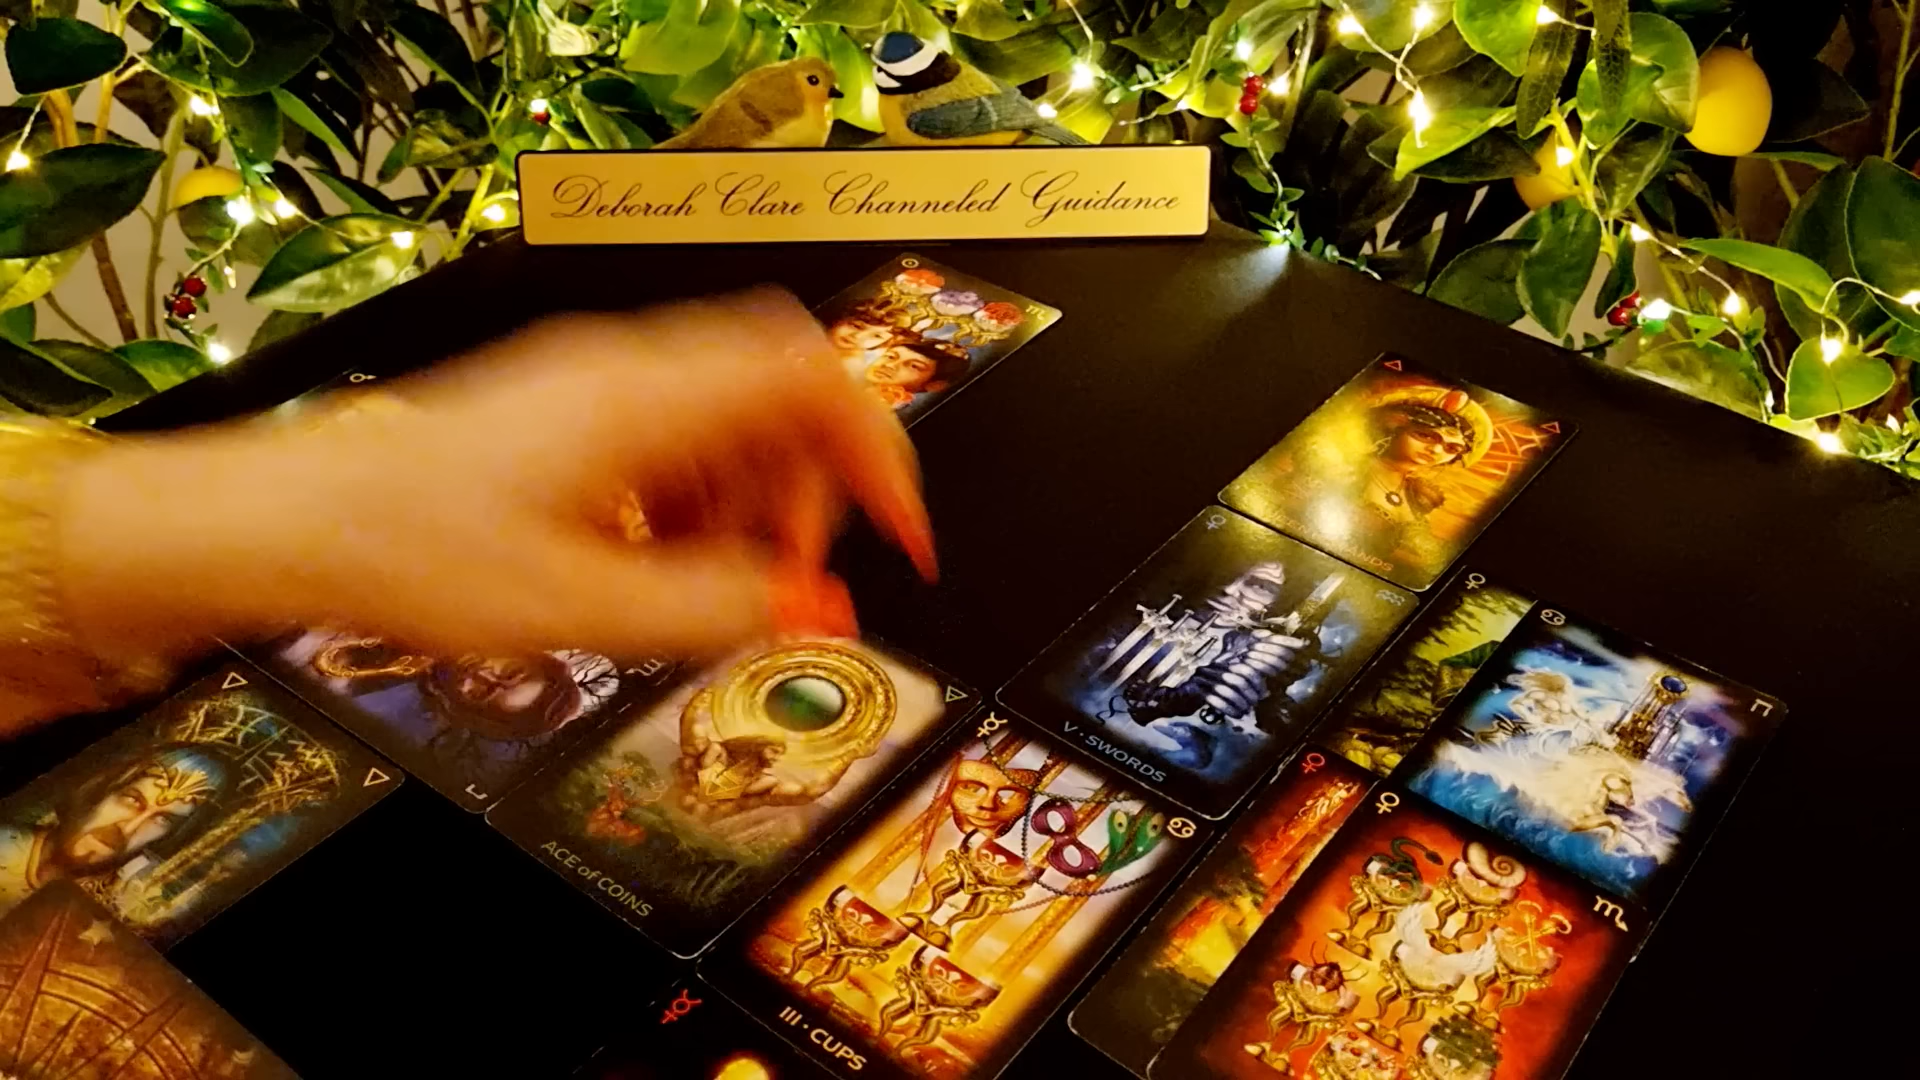 Deborah Clare Channeled Guidance
V · SWORDS
ACE of COINS
III · CUPS